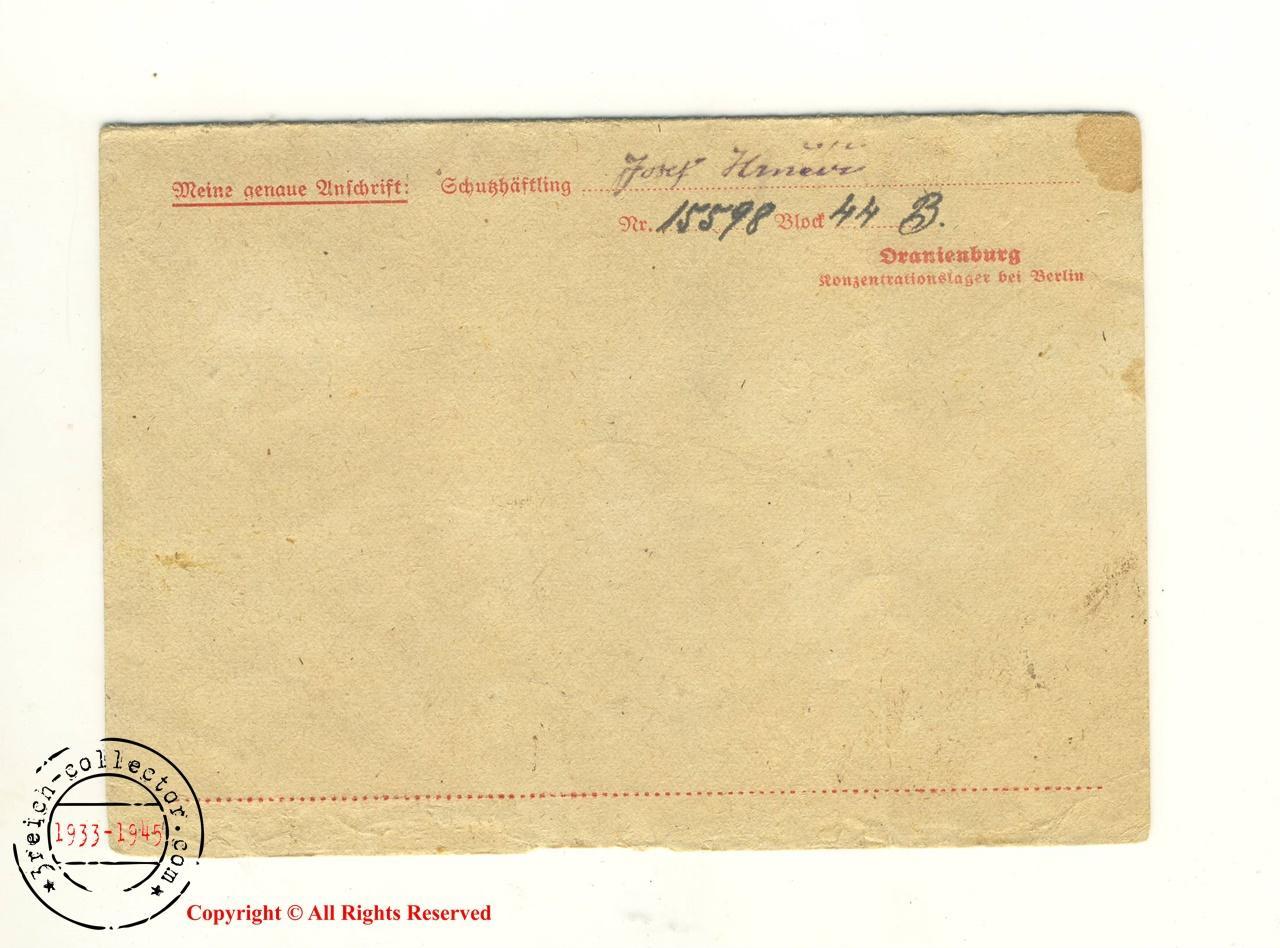 Meine genaue Anschrift: Schutzhäftling Josef
Nr. 15598 Block 44 B.
Oranienburg
Konzentrationslager bei Berlin
3reich-collector.com
1933-1945
Copyright © All Rights Reserved